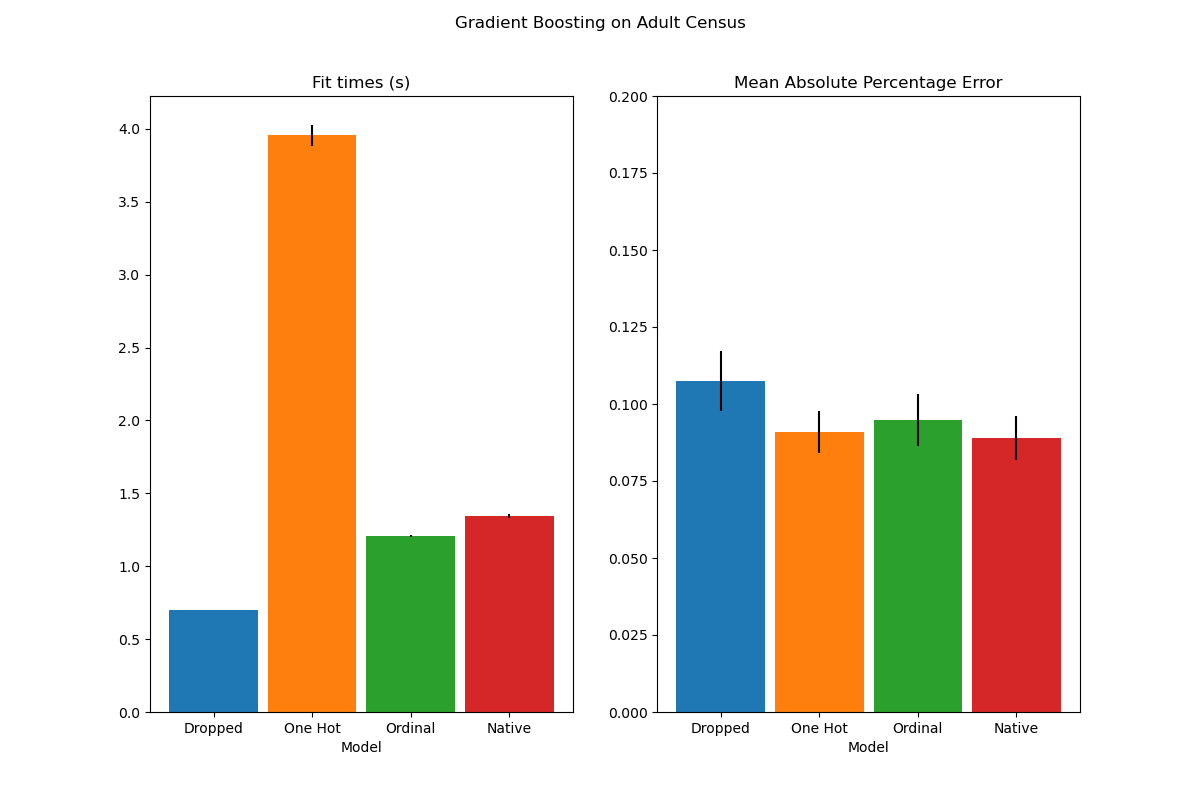 Gradient Boosting on Adult Census
Fit times (s)
4.0
3.5
3.0
2.5
2.0
1.5
1.0
0.5
0.0
Dropped One Hot Ordinal Native
Model
Mean Absolute Percentage Error
0.200
0.175
0.150
0.125
0.100
0.075
0.050
0.025
0.000
Dropped One Hot Ordinal Native
Model